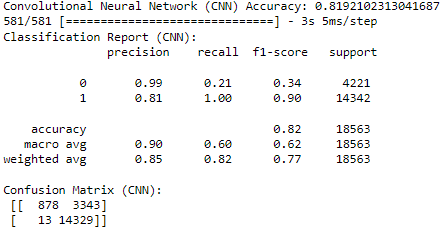 Convolutional Neural Network (CNN) Accuracy: 0.8192102313041687
581/581 [==============================] - 3s 5ms/step
Classification Report (CNN):
              precision    recall  f1-score   support

           0       0.99      0.21      0.34      4221
           1       0.81      1.00      0.90     14342

    accuracy                           0.82     18563
   macro avg       0.90      0.60      0.62     18563
weighted avg       0.85      0.82      0.77     18563

Confusion Matrix (CNN):
 [[  878  3343]
 [   13 14329]]